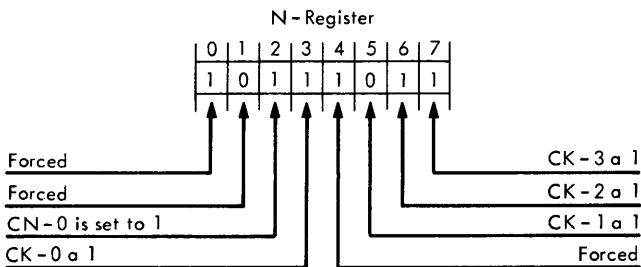 N-Register
0 1 2 3 4 5 6 7
1 0 1 1 1 0 1 1
Forced
CK-3 a 1
Forced
CK-2 a 1
CN-0 is set to 1
CK-1 a 1
CK-0 a 1
Forced